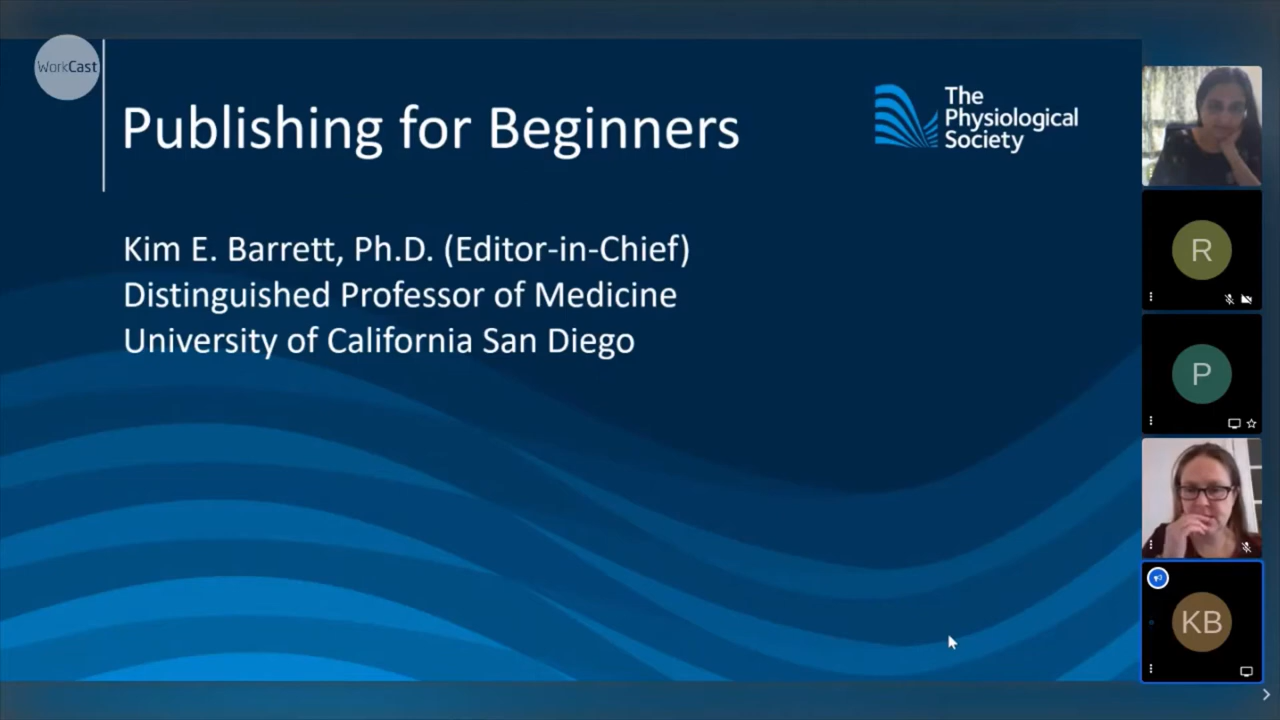 WorkCast
Publishing for Beginners
The
Physiological
Society
Kim E. Barrett, Ph.D. (Editor-in-Chief)
Distinguished Professor of Medicine
University of California San Diego
R
P
KB